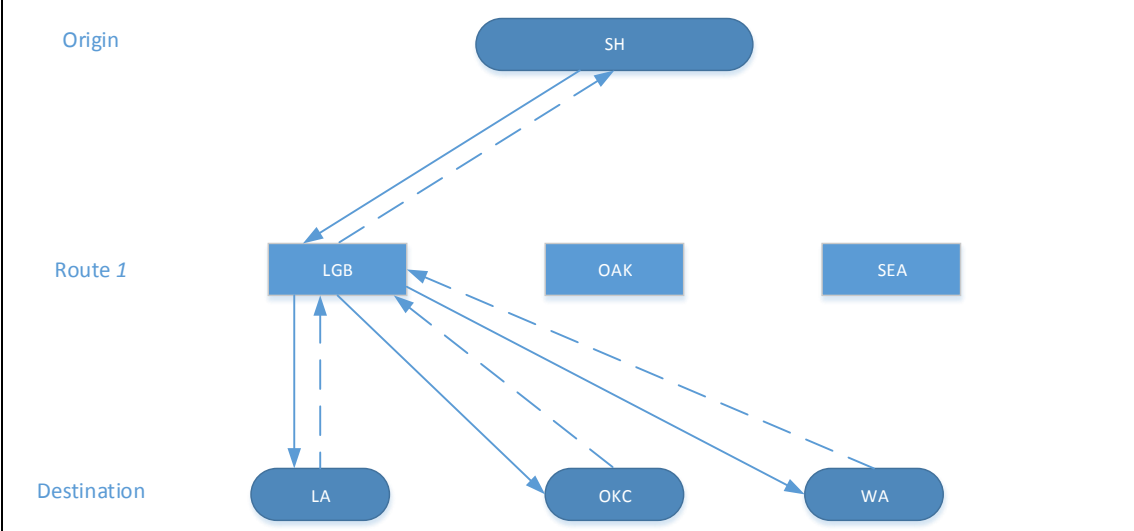 Origin
SH
Route 1
LGB
OAK
SEA
Destination
LA
OKC
WA